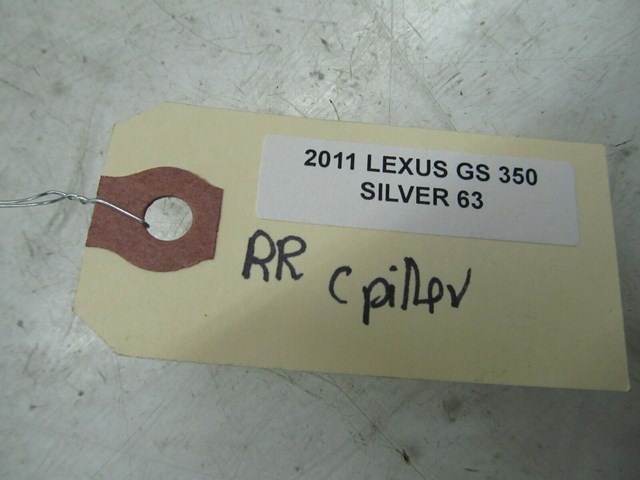 2011 LEXUS GS 350
SILVER 63
RR C piller